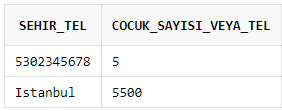 SEHIR_TEL COCUK_SAYISI_VEYA_TEL
5302345678 5
Istanbul 5500